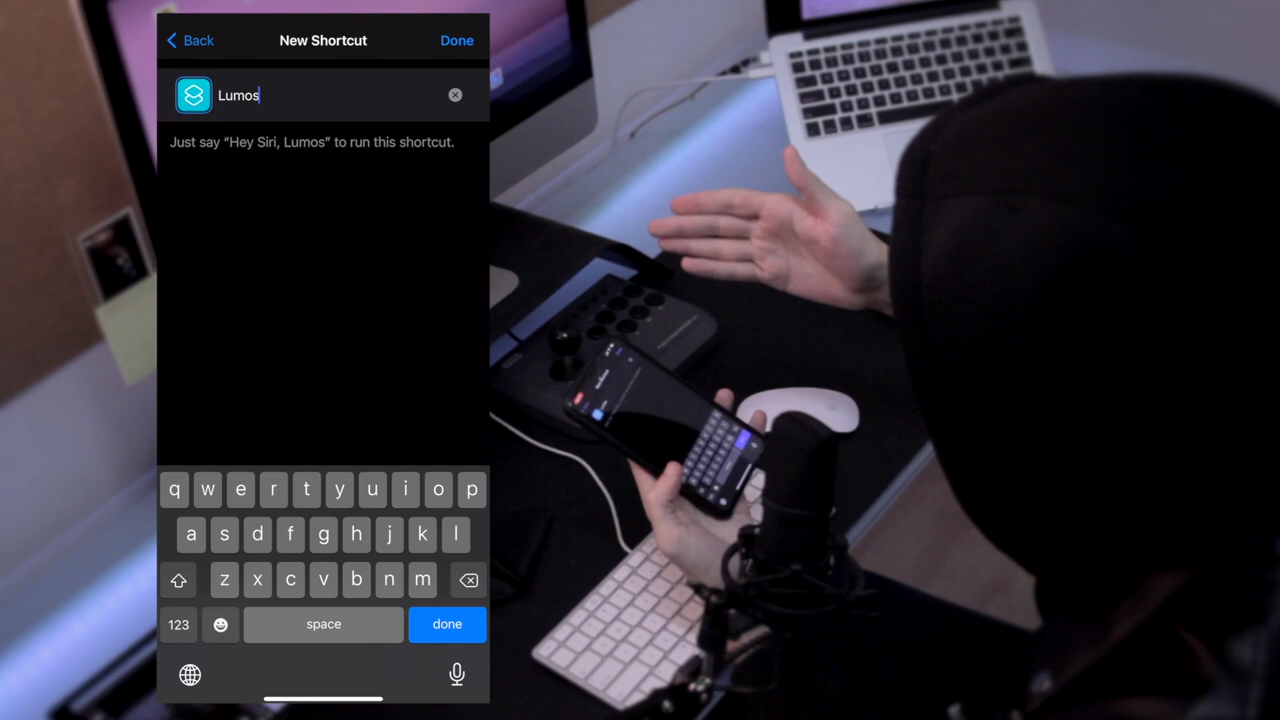 Back New Shortcut Done
Lumos
Just say “Hey Siri, Lumos” to run this shortcut.
q w e r t y u i o p
a s d f g h j k l
z x c v b n m
123 space done